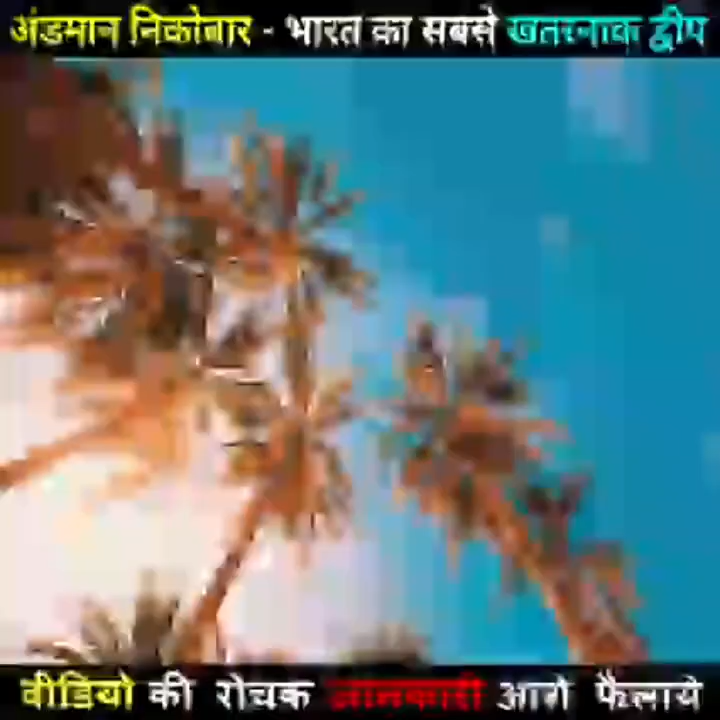 अंडमान निकोबार - भारत का सबसे खतरनाक द्वीप
वीडियो की रोचक जानकारी आगे फैलाये